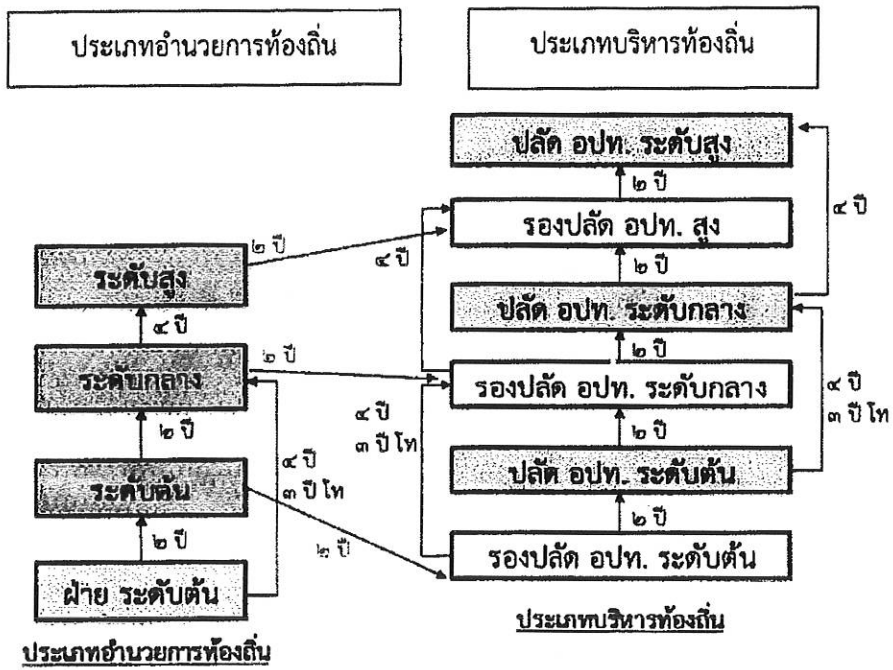 ประเภทอำนวยการท้องถิ่น
ประเภทบริหารท้องถิ่น
ปลัด อปท. ระดับสูง
๒ ปี
๔ ปี
รองปลัด อปท. สูง
๒ ปี
๔ ปี
๒ ปี
ระดับสูง
ปลัด อปท. ระดับกลาง
๔ ปี
๒ ปี
๒ ปี
ระดับกลาง
รองปลัด อปท. ระดับกลาง
๔ ปี
๓ ปี โท
๒ ปี
๔ ปี
๓ ปี โท
๒ ปี
๔ ปี
๓ ปี โท
ระดับต้น
ปลัด อปท. ระดับต้น
๒ ปี
๒ ปี
๒ ปี
ฝ่าย ระดับต้น
รองปลัด อปท. ระดับต้น
ประเภทอำนวยการท้องถิ่น
ประเภทบริหารท้องถิ่น